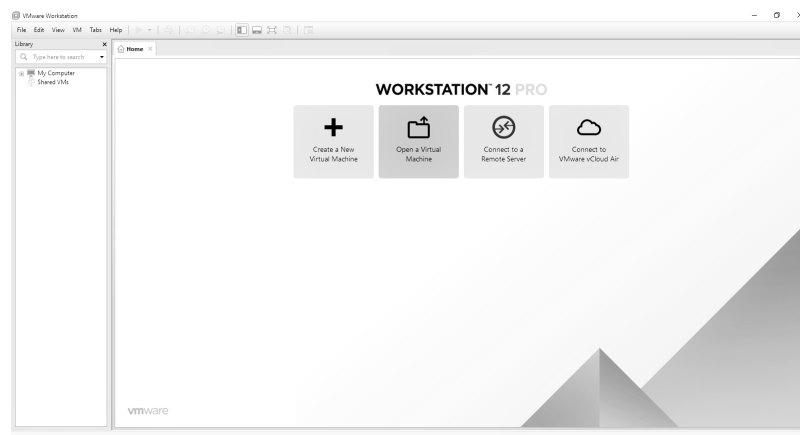 VMware Workstation
File Edit View VM Tabs Help
Library
Type here to search
My Computer
Shared VMs
Home
WORKSTATION™ 12 PRO
Create a New
Virtual Machine
Open a Virtual
Machine
Connect to a
Remote Server
Connect to
VMware vCloud Air
vmware